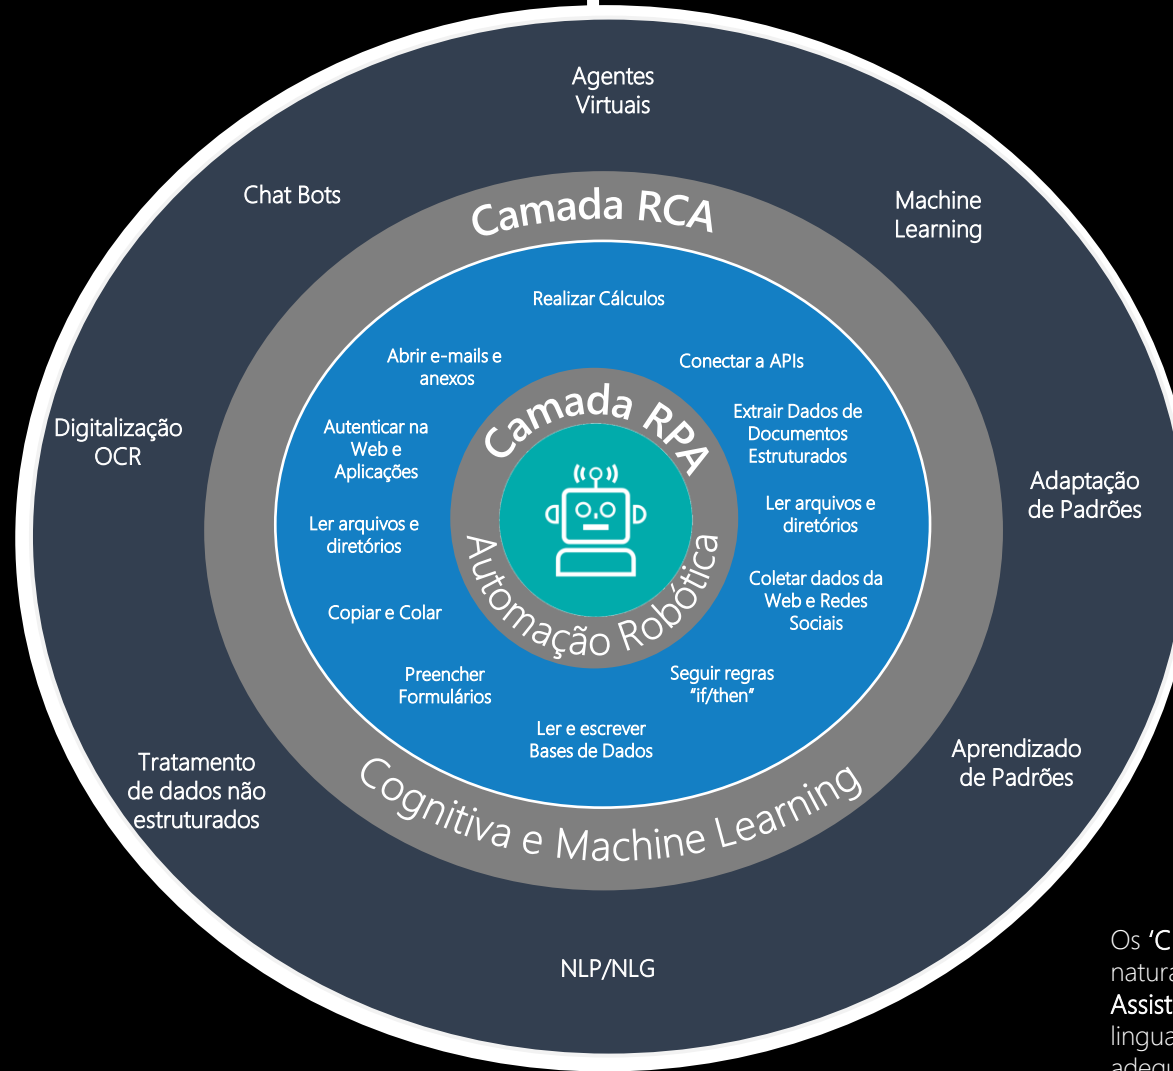 Agentes
Virtuais
Chat Bots
Machine
Learning
Camada RCA
Realizar Cálculos
Abrir e-mails e
anexos
Conectar a APIs
Camada RPA
Autenticar na
Web e
Aplicações
Extrair Dados de
Documentos
Estruturados
Digitalização
OCR
Adaptação
de Padrões
Ler arquivos e
diretórios
Ler arquivos e
diretórios
Automação Robótica
Coletar dados da
Web e Redes
Sociais
Copiar e Colar
Preencher
Formulários
Seguir regras
“if/then”
Ler e escrever
Bases de Dados
Tratamento
de dados não
estruturados
Aprendizado
de Padrões
Cognitiva e Machine Learning
NLP/NLG
Os ‘C
natura
Assist
lingua
adequ